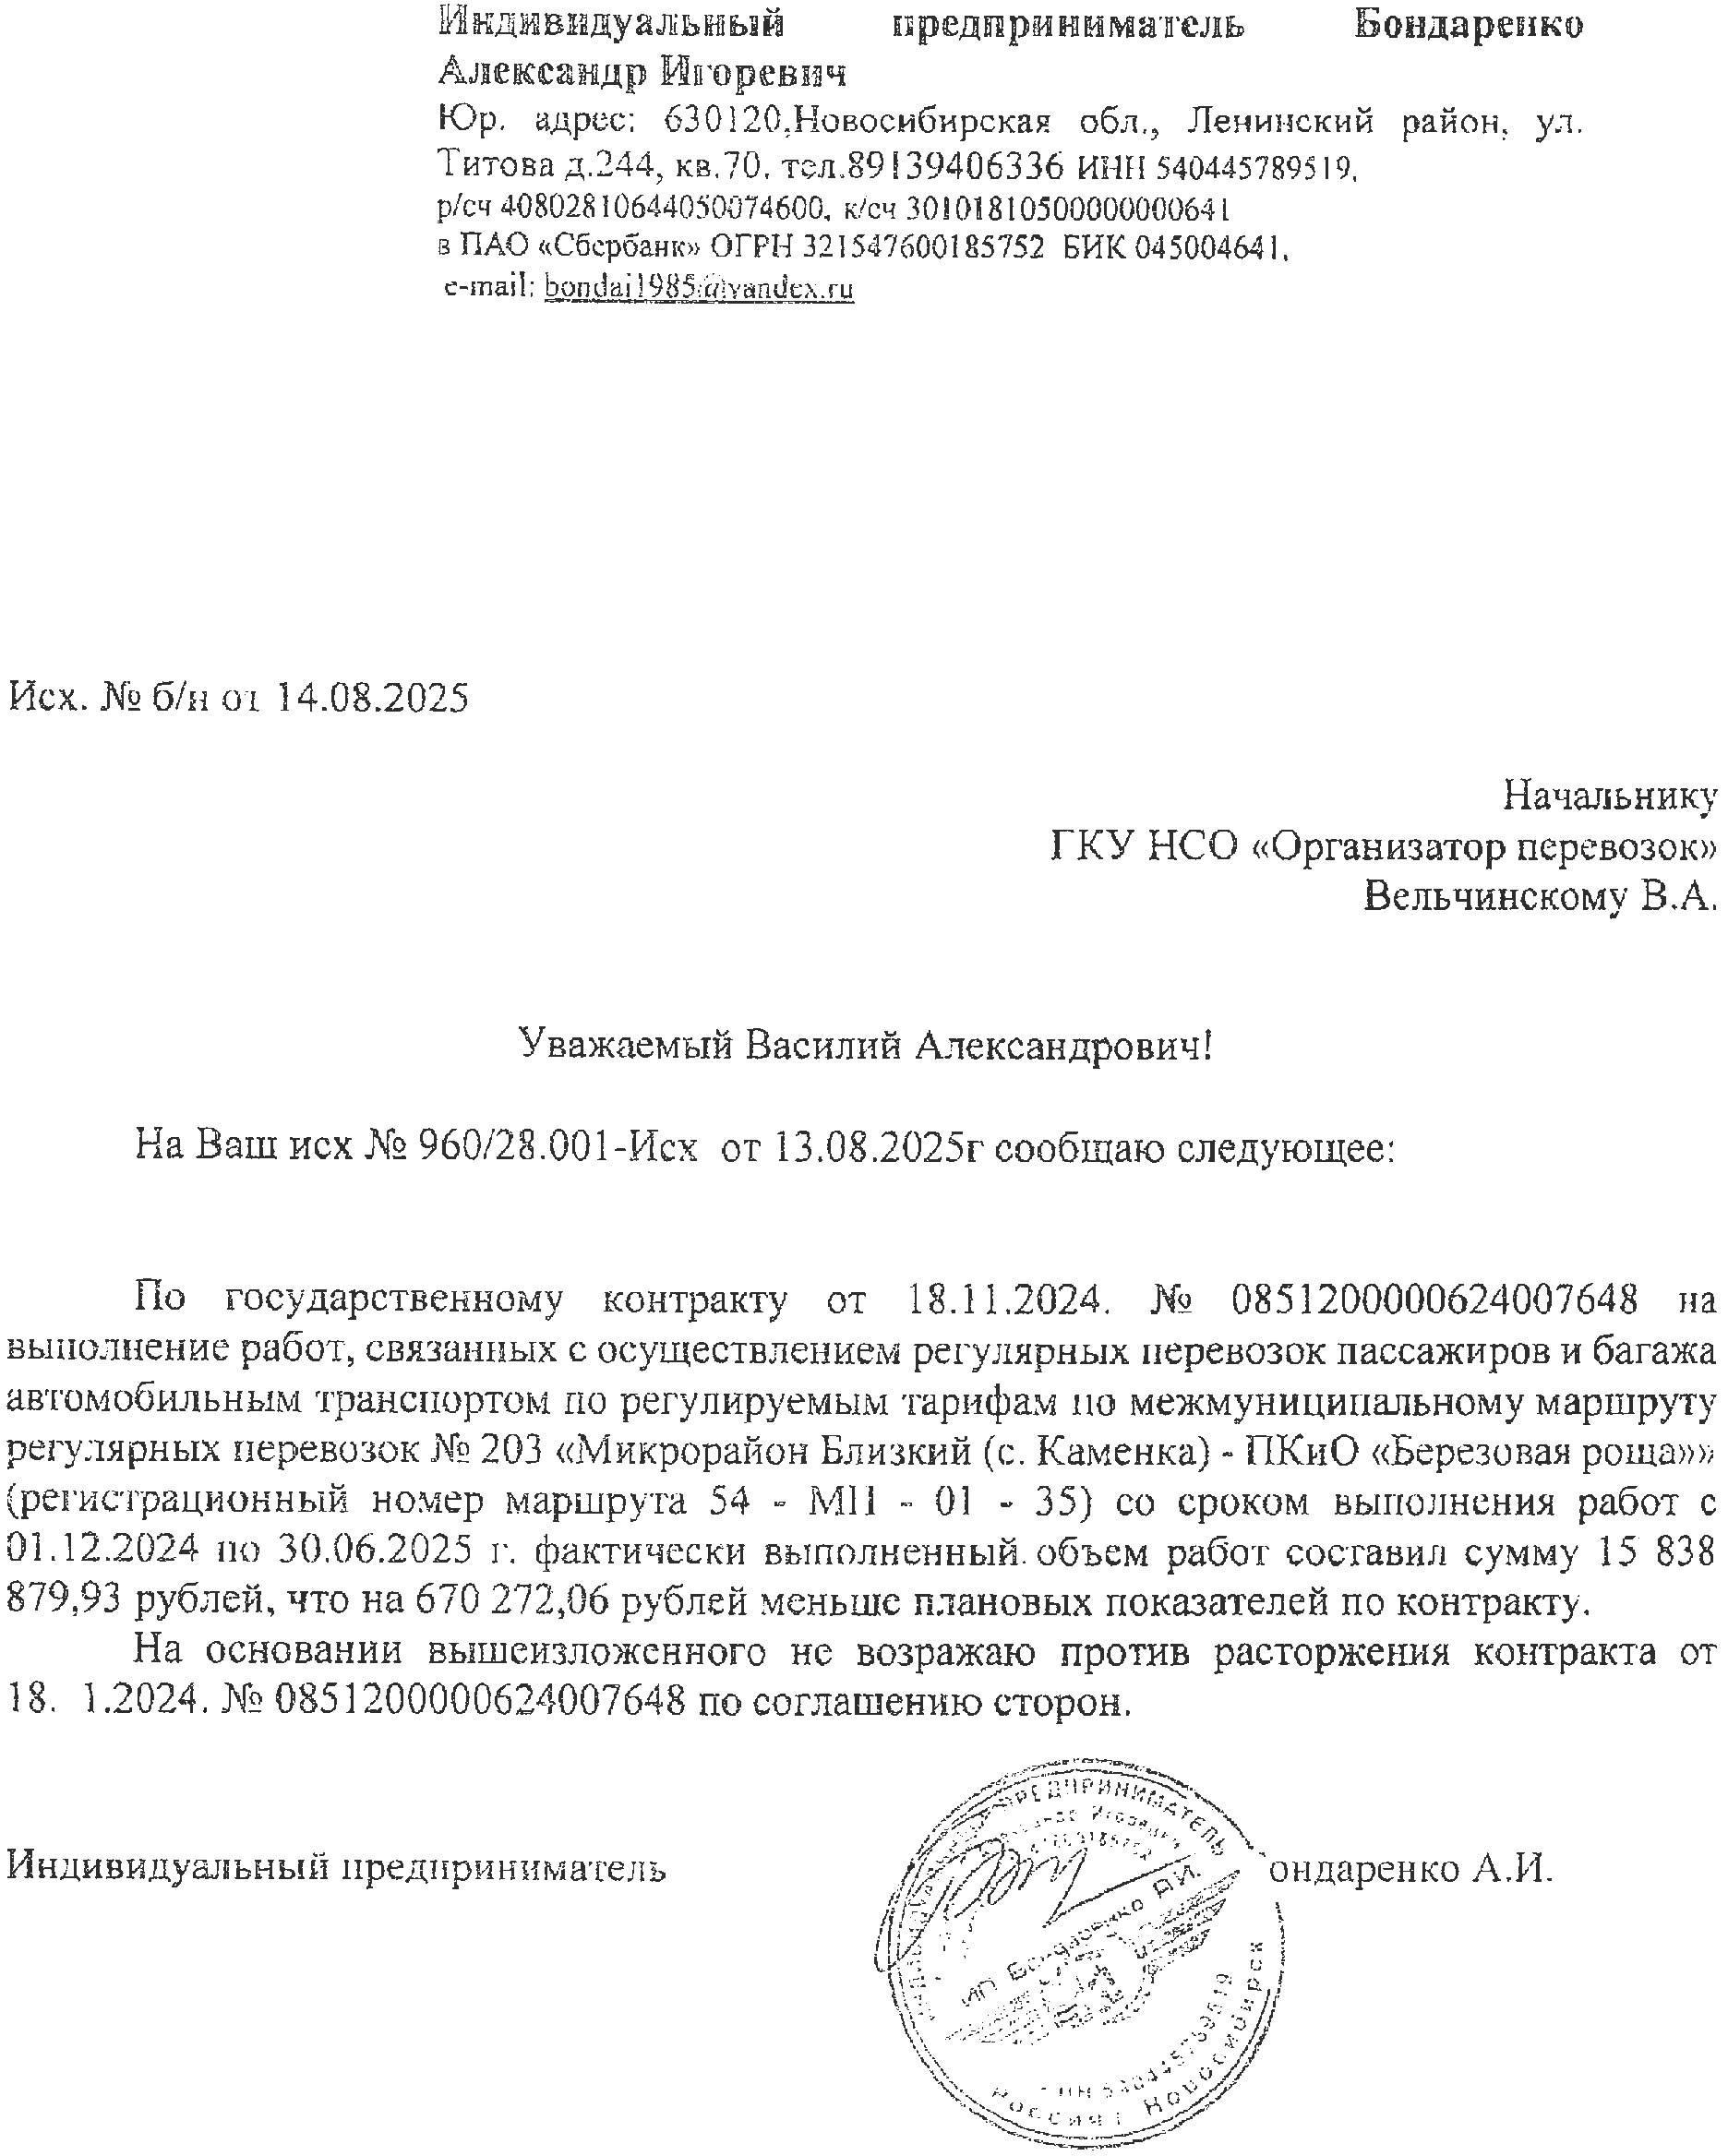 Индивидуальный предприниматель Бондаренко
Александр Игоревич
Юр. адрес: 630120,Новосибирская обл., Ленинский район, ул.
Титова д.244, кв.70. тел.89139406336 ИНН 540445789519,
р/сч 40802810644050074600, к/сч 30101810500000000641
в ПАО «Сбербанк» ОГРН 321547600185752 БИК 045004641,
e-mail: bondai1985@yandex.ru
Исх. № б/н от 14.08.2025
Начальнику
ГКУ НСО «Организатор перевозок»
Вельчинскому В.А.
Уважаемый Василий Александрович!
На Ваш исх № 960/28.001-Исх от 13.08.2025г сообщаю следующее:
По государственному контракту от 18.11.2024. № 0851200000624007648 на
выполнение работ, связанных с осуществлением регулярных перевозок пассажиров и багажа
автомобильным транспортом по регулируемым тарифам по межмуниципальному маршруту
регулярных перевозок № 203 «Микрорайон Близкий (с. Каменка) - ПКиО «Березовая роща»»
(регистрационный номер маршрута 54 - МП - 01 - 35) со сроком выполнения работ с
01.12.2024 по 30.06.2025 г. фактически выполненный объем работ составил сумму 15 838
879,93 рублей, что на 670 272,06 рублей меньше плановых показателей по контракту.
На основании вышеизложенного не возражаю против расторжения контракта от
18. 1.2024. № 0851200000624007648 по соглашению сторон.
Индивидуальный предприниматель
ондаренко А.И.
ПРЕДПРИНИМАТЕЛЬ
Игоревич
ИП Бондаренко А.И.
Россия г Новосибирск